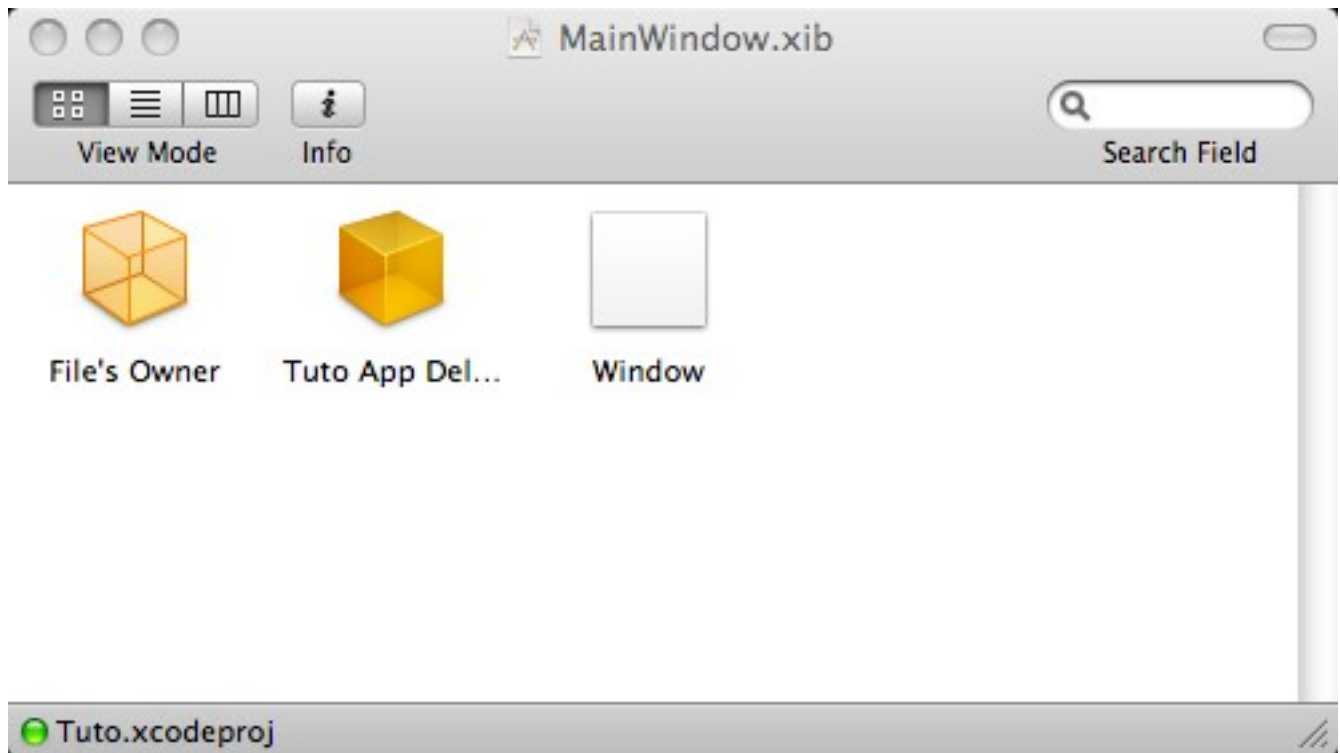 MainWindow.xib
View Mode Info Search Field
File's Owner Tuto App Del... Window
Tuto.xcodeproj